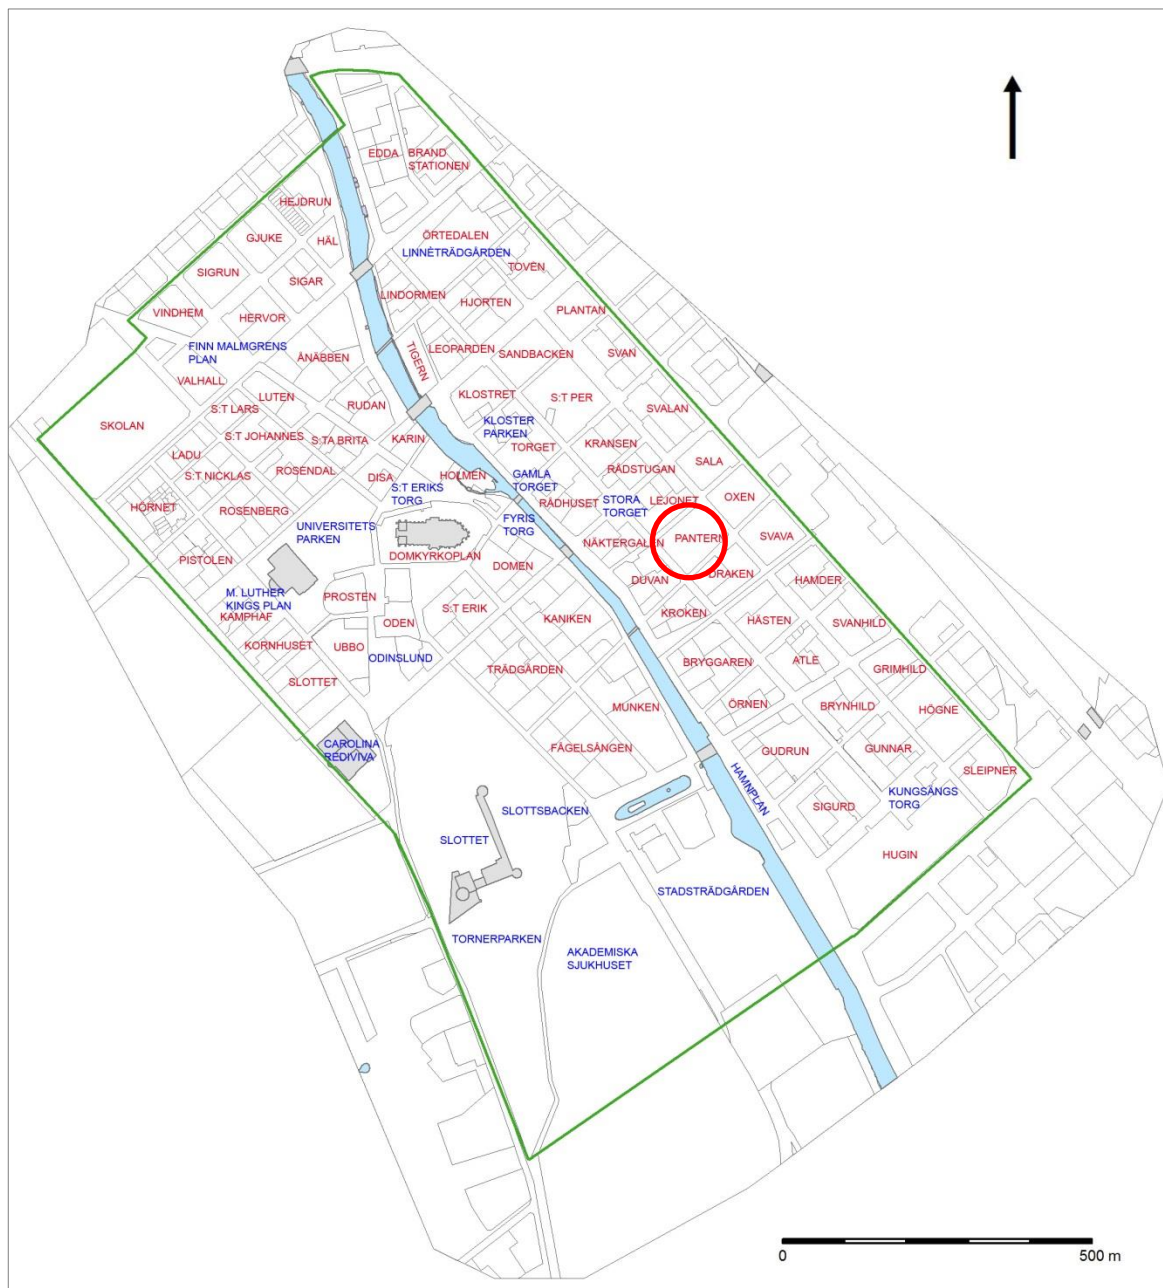 EDDA
BRAND
STATIONEN
HEJDRUN
GJUKE
HÄL
ÖRTEDALEN
LINNÉTRÄDGÅRDEN
SIGRUN
TOVEN
SIGAR
LINDORMEN
HJORTEN
VINDHEM
HERVOR
PLANTAN
FINN MALMGRENS
PLAN
ÅNÄBBEN
TIGERN
LEOPARDEN
SANDBACKEN
SVAN
VALHALL
LUTEN
RUDAN
KLOSTRET
S:T PER
S:T LARS
SVALAN
SKOLAN
S:T JOHANNES
S:TA BRITA
KARIN
KLOSTER
PARKEN
TORGET
KRANSEN
LADU
S:T NICKLAS
ROSENDAL
DISA
HOLMEN
GAMLA
TORGET
RÅDSTUGAN
SALA
S:T ERIKS
TORG
HÖRNET
ROSENBERG
RÅDHUSET
STORA
TORGET
LEJONET
OXEN
UNIVERSITETS
PARKEN
FYRIS
TORG
NÄKTERGALEN
PANTERN
SVAVA
DOMKYRKOPLAN
PISTOLEN
DOMEN
DUVAN
DRAKEN
HAMDER
M. LUTHER
KINGS PLAN
PROSTEN
KAMPHAF
S:T ERIK
ODEN
KANIKEN
KROKEN
HÄSTEN
SVANHILD
KORNHUSET
UBBO
ODINSLUND
TRÄDGÅRDEN
BRYGGAREN
ATLE
GRIMHILD
SLOTTET
MUNKEN
ÖRNEN
BRYNHILD
HÖGNE
CAROLINA
REDIVIVA
FÅGELSÅNGEN
GUDRUN
GUNNAR
SLEIPNER
HAMNPLAN
KUNGSÄNGS
TORG
SLOTTSBACKEN
SIGURD
SLOTTET
HUGIN
STADSTRÄDGÅRDEN
TORNERPARKEN
AKADEMISKA
SJUKHUSET
0 500 m